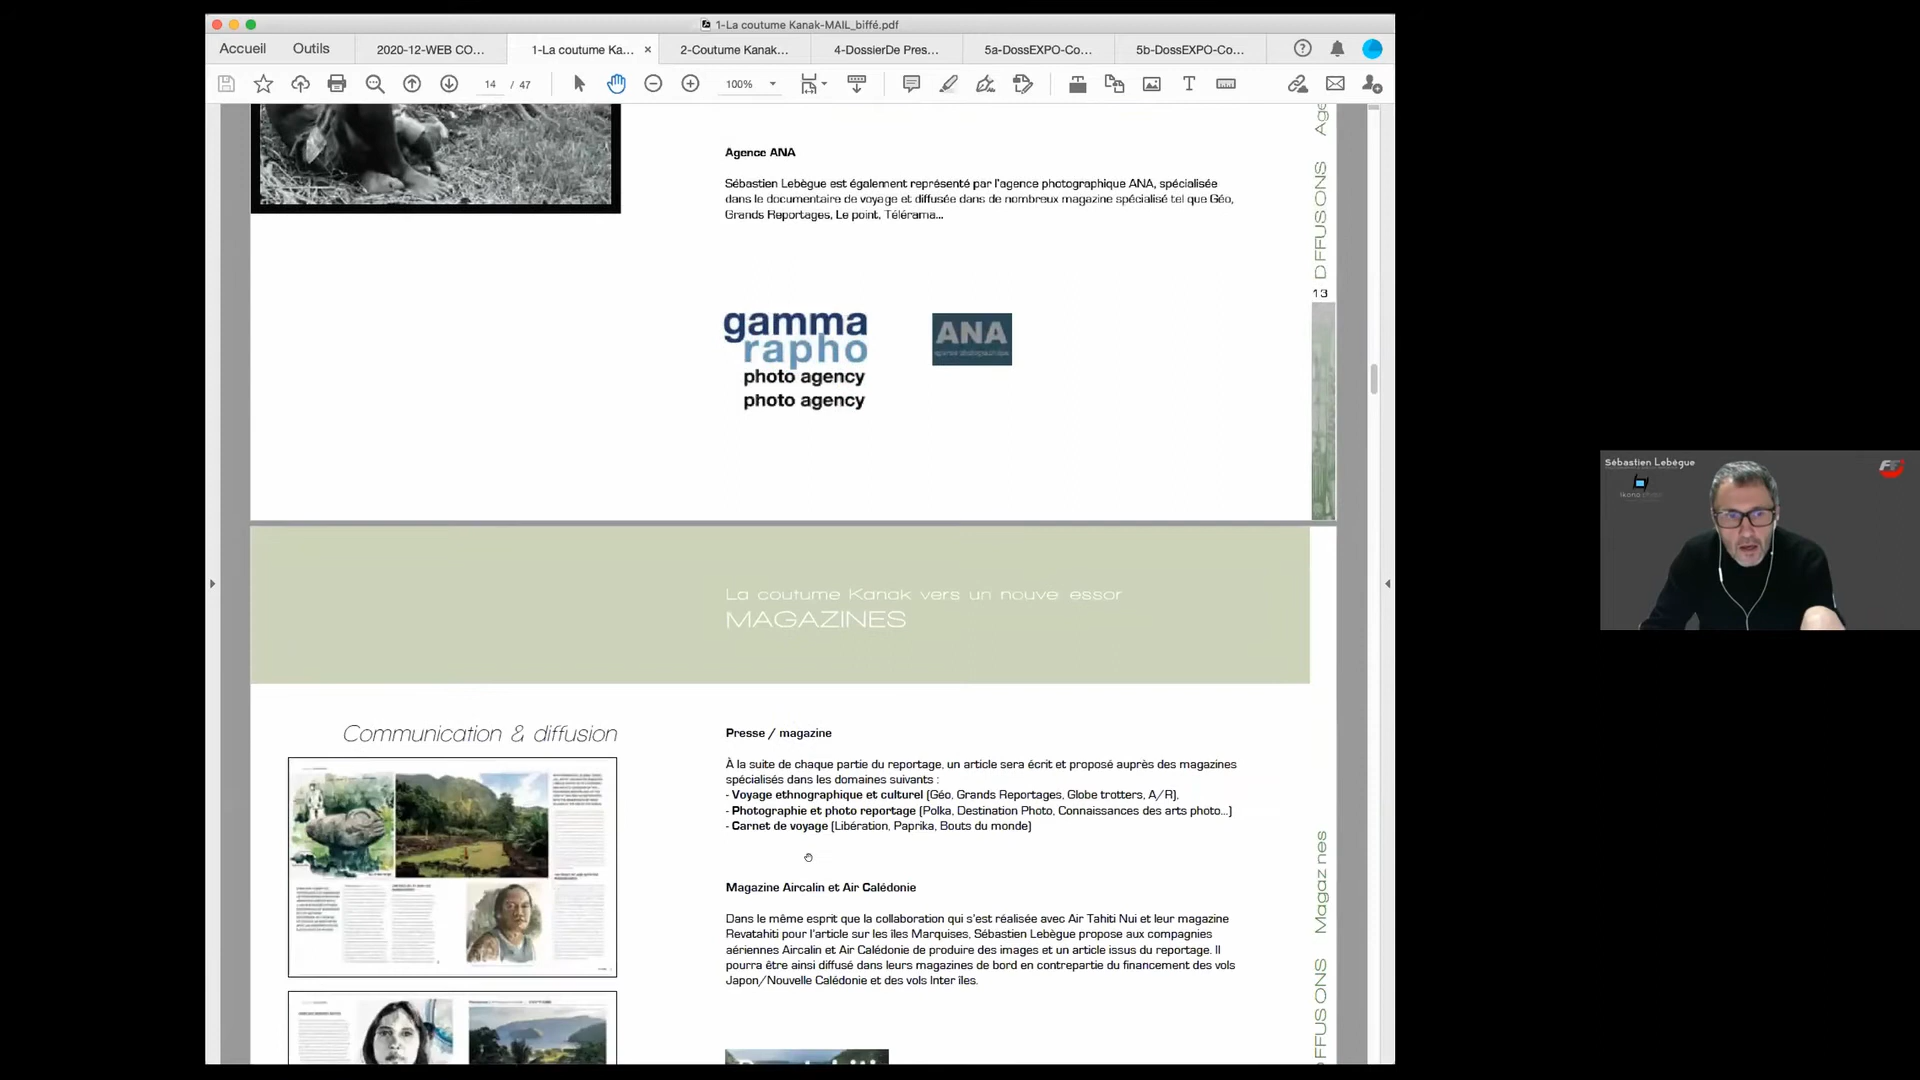 1-La coutume Kanak-MAIL_biffé.pdf
Accueil
Outils
2020-12-WEB CO...
1-La coutume Ka...
2-Coutume Kanak...
4-DossierDe Pres...
5a-DossEXPO-Co...
5b-DossEXPO-Co...
14 / 47
100%
Agence ANA
Sébastien Lebègue est également représenté par l'agence photographique ANA, spécialisée
dans le documentaire de voyage et diffusée dans de nombreux magazine spécialisé tel que Géo,
Grands Reportages, Le point, Télérama...
gamma
rapho
photo agency
photo agency
ANA
D FFUS ONS
13
La coutume Kanak vers un nouve essor
MAGAZINES
Communication & diffusion
Presse / magazine
À la suite de chaque partie du reportage, un article sera écrit et proposé auprès des magazines
spécialisés dans les domaines suivants :
- Voyage ethnographique et culturel (Géo, Grands Reportages, Globe trotters, A/R).
- Photographie et photo reportage (Polka, Destination Photo, Connaissances des arts photo...)
- Carnet de voyage (Libération, Paprika, Bouts du monde)
Magazine Aircalin et Air Calédonie
Dans le même esprit que la collaboration qui s'est réalisée avec Air Tahiti Nui et leur magazine
Revatahiti pour l'article sur les îles Marquises, Sébastien Lebègue propose aux compagnies
aériennes Aircalin et Air Calédonie de produire des images et un article issus du reportage. Il
pourra être ainsi diffusé dans leurs magazines de bord en contrepartie du financement des vols
Japon/Nouvelle Calédonie et des vols Inter îles.
FFUS ONS Magaz nes
Sébastien Lebègue